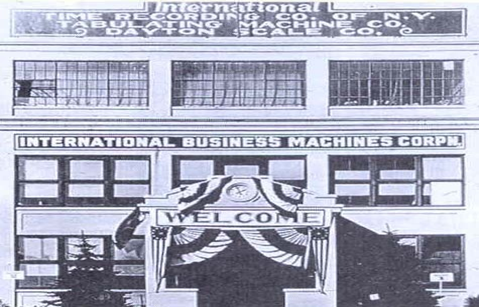 International
TIME RECORDING CO. OF N.Y.
TABULATING MACHINE CO.
DAYTON SCALE CO.
INTERNATIONAL BUSINESS MACHINES CORPN.
WELCOME